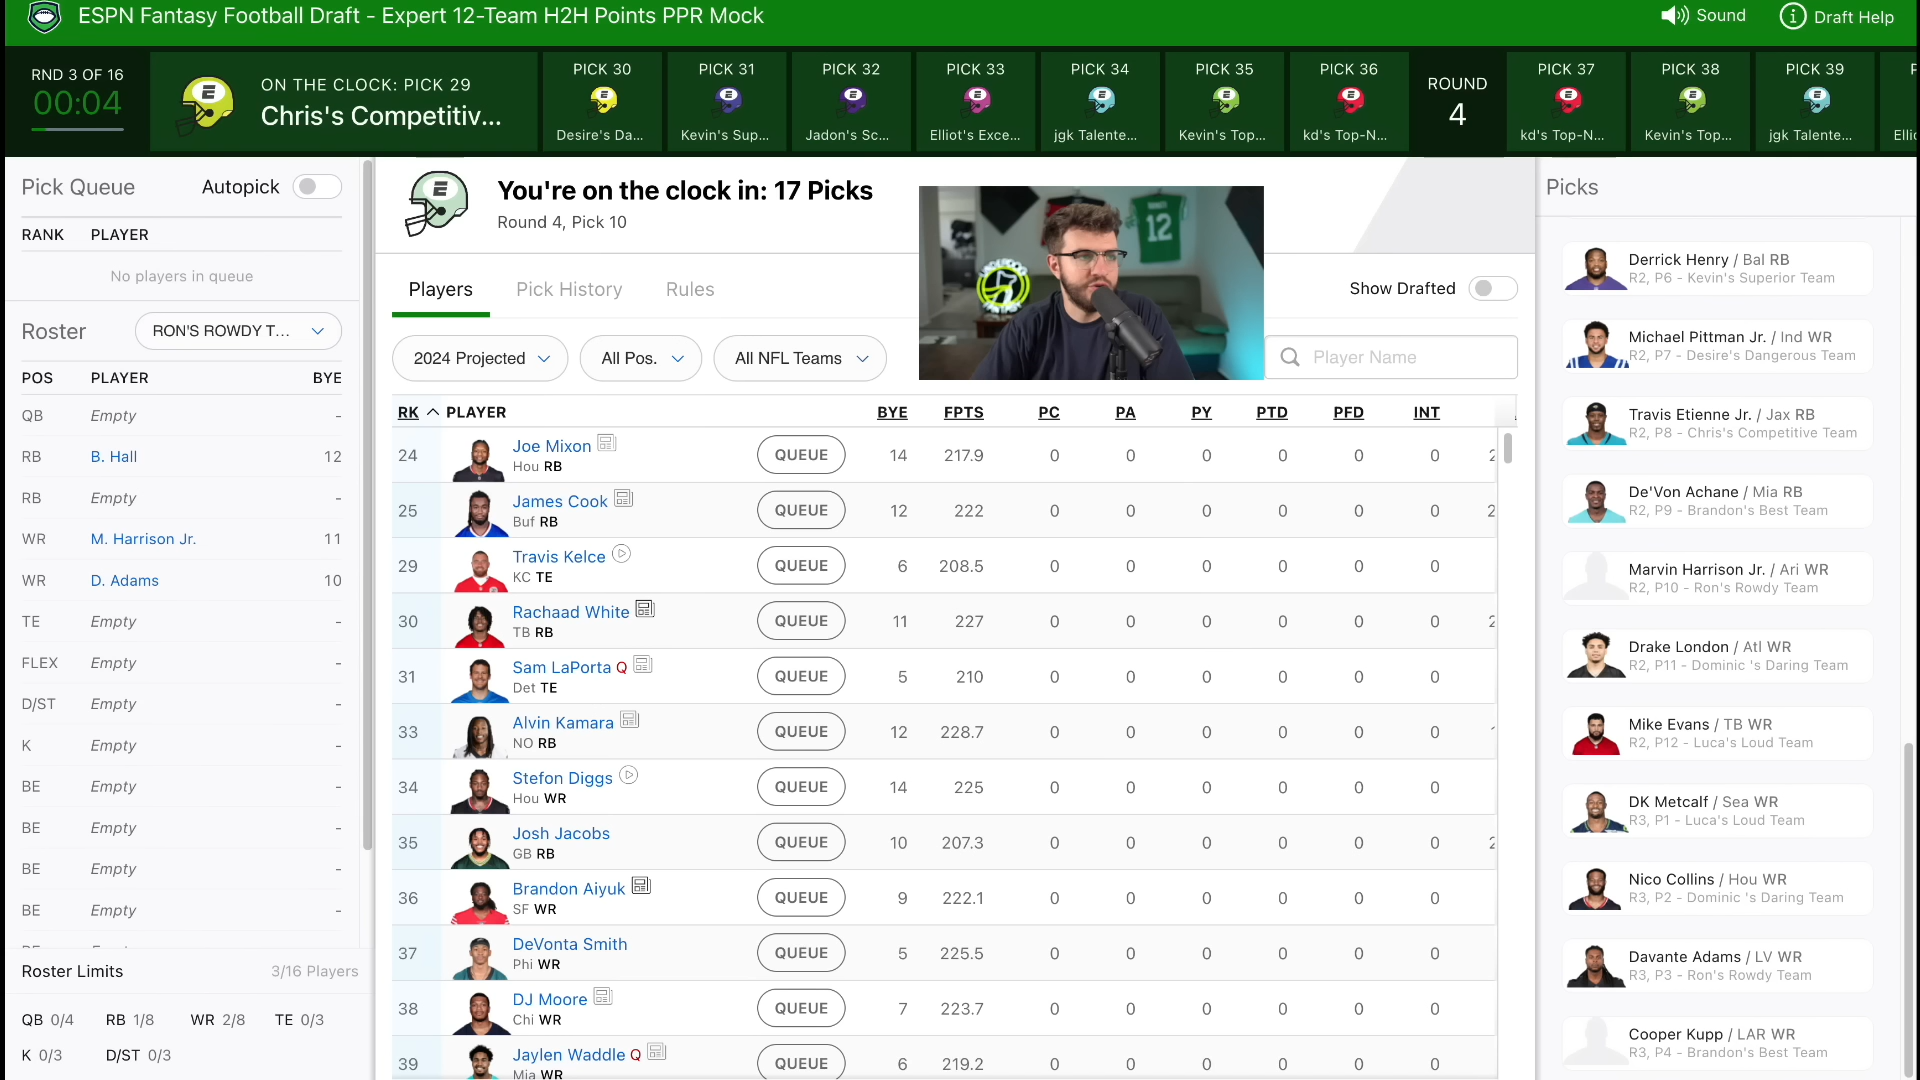 ESPN Fantasy Football Draft - Expert 12-Team H2H Points PPR Mock
Sound
Draft Help
RND 3 OF 16
00:04
ON THE CLOCK: PICK 29
Chris's Competitiv...
PICK 30
Desire's Da...
PICK 31
Kevin's Sup...
PICK 32
Jadon's Sc...
PICK 33
Elliot's Exce...
PICK 34
jgk Talente...
PICK 35
Kevin's Top...
PICK 36
kd's Top-N...
ROUND
4
PICK 37
kd's Top-N...
PICK 38
Kevin's Top...
PICK 39
jgk Talente...
Pick Queue
Autopick
RANK PLAYER
No players in queue
Roster
RON'S ROWDY T...
POS PLAYER BYE
QB Empty -
RB B. Hall 12
RB Empty -
WR M. Harrison Jr. 11
WR D. Adams 10
TE Empty -
FLEX Empty -
D/ST Empty -
K Empty -
BE Empty -
BE Empty -
BE Empty -
BE Empty -
Roster Limits 3/16 Players
QB 0/4 RB 1/8 WR 2/8 TE 0/3
K 0/3 D/ST 0/3
You're on the clock in: 17 Picks
Round 4, Pick 10
12
Players
Pick History
Rules
Show Drafted
2024 Projected
All Pos.
All NFL Teams
Player Name
RK PLAYER BYE FPTS PC PA PY PTD PFD INT
24 Joe Mixon QUEUE 14 217.9 0 0 0 0 0 0
Hou RB
25 James Cook QUEUE 12 222 0 0 0 0 0 0
Buf RB
29 Travis Kelce QUEUE 6 208.5 0 0 0 0 0 0
KC TE
30 Rachaad White QUEUE 11 227 0 0 0 0 0 0
TB RB
31 Sam LaPorta Q QUEUE 5 210 0 0 0 0 0 0
Det TE
33 Alvin Kamara QUEUE 12 228.7 0 0 0 0 0 0
NO RB
34 Stefon Diggs QUEUE 14 225 0 0 0 0 0 0
Hou WR
35 Josh Jacobs QUEUE 10 207.3 0 0 0 0 0 0
GB RB
36 Brandon Aiyuk QUEUE 9 222.1 0 0 0 0 0 0
SF WR
37 DeVonta Smith QUEUE 5 225.5 0 0 0 0 0 0
Phi WR
38 DJ Moore QUEUE 7 223.7 0 0 0 0 0 0
Chi WR
39 Jaylen Waddle Q QUEUE 6 219.2 0 0 0 0 0 0
Mia WR
Picks
Derrick Henry / Bal RB
R2, P6 - Kevin's Superior Team
Michael Pittman Jr. / Ind WR
R2, P7 - Desire's Dangerous Team
Travis Etienne Jr. / Jax RB
R2, P8 - Chris's Competitive Team
De'Von Achane / Mia RB
R2, P9 - Brandon's Best Team
Marvin Harrison Jr. / Ari WR
R2, P10 - Ron's Rowdy Team
Drake London / Atl WR
R2, P11 - Dominic 's Daring Team
Mike Evans / TB WR
R2, P12 - Luca's Loud Team
DK Metcalf / Sea WR
R3, P1 - Luca's Loud Team
Nico Collins / Hou WR
R3, P2 - Dominic 's Daring Team
Davante Adams / LV WR
R3, P3 - Ron's Rowdy Team
Cooper Kupp / LAR WR
R3, P4 - Brandon's Best Team